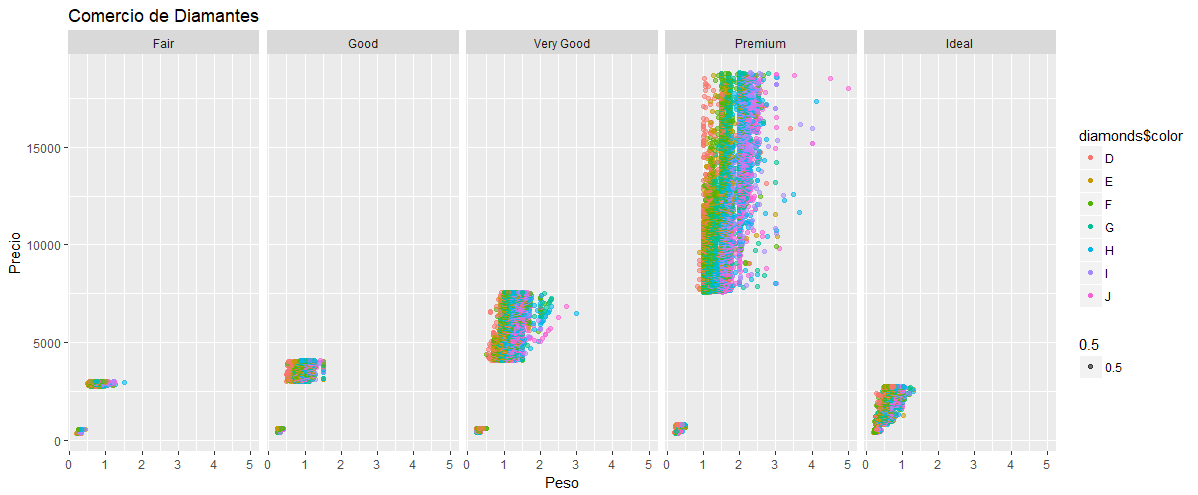 Comercio de Diamantes
Fair Good Very Good Premium Ideal
15000
10000
5000
0
Precio
0 1 2 3 4 5 0 1 2 3 4 5 0 1 2 3 4 5 0 1 2 3 4 5 0 1 2 3 4 5
Peso
diamonds$color
D
E
F
G
H
I
J
0.5
0.5